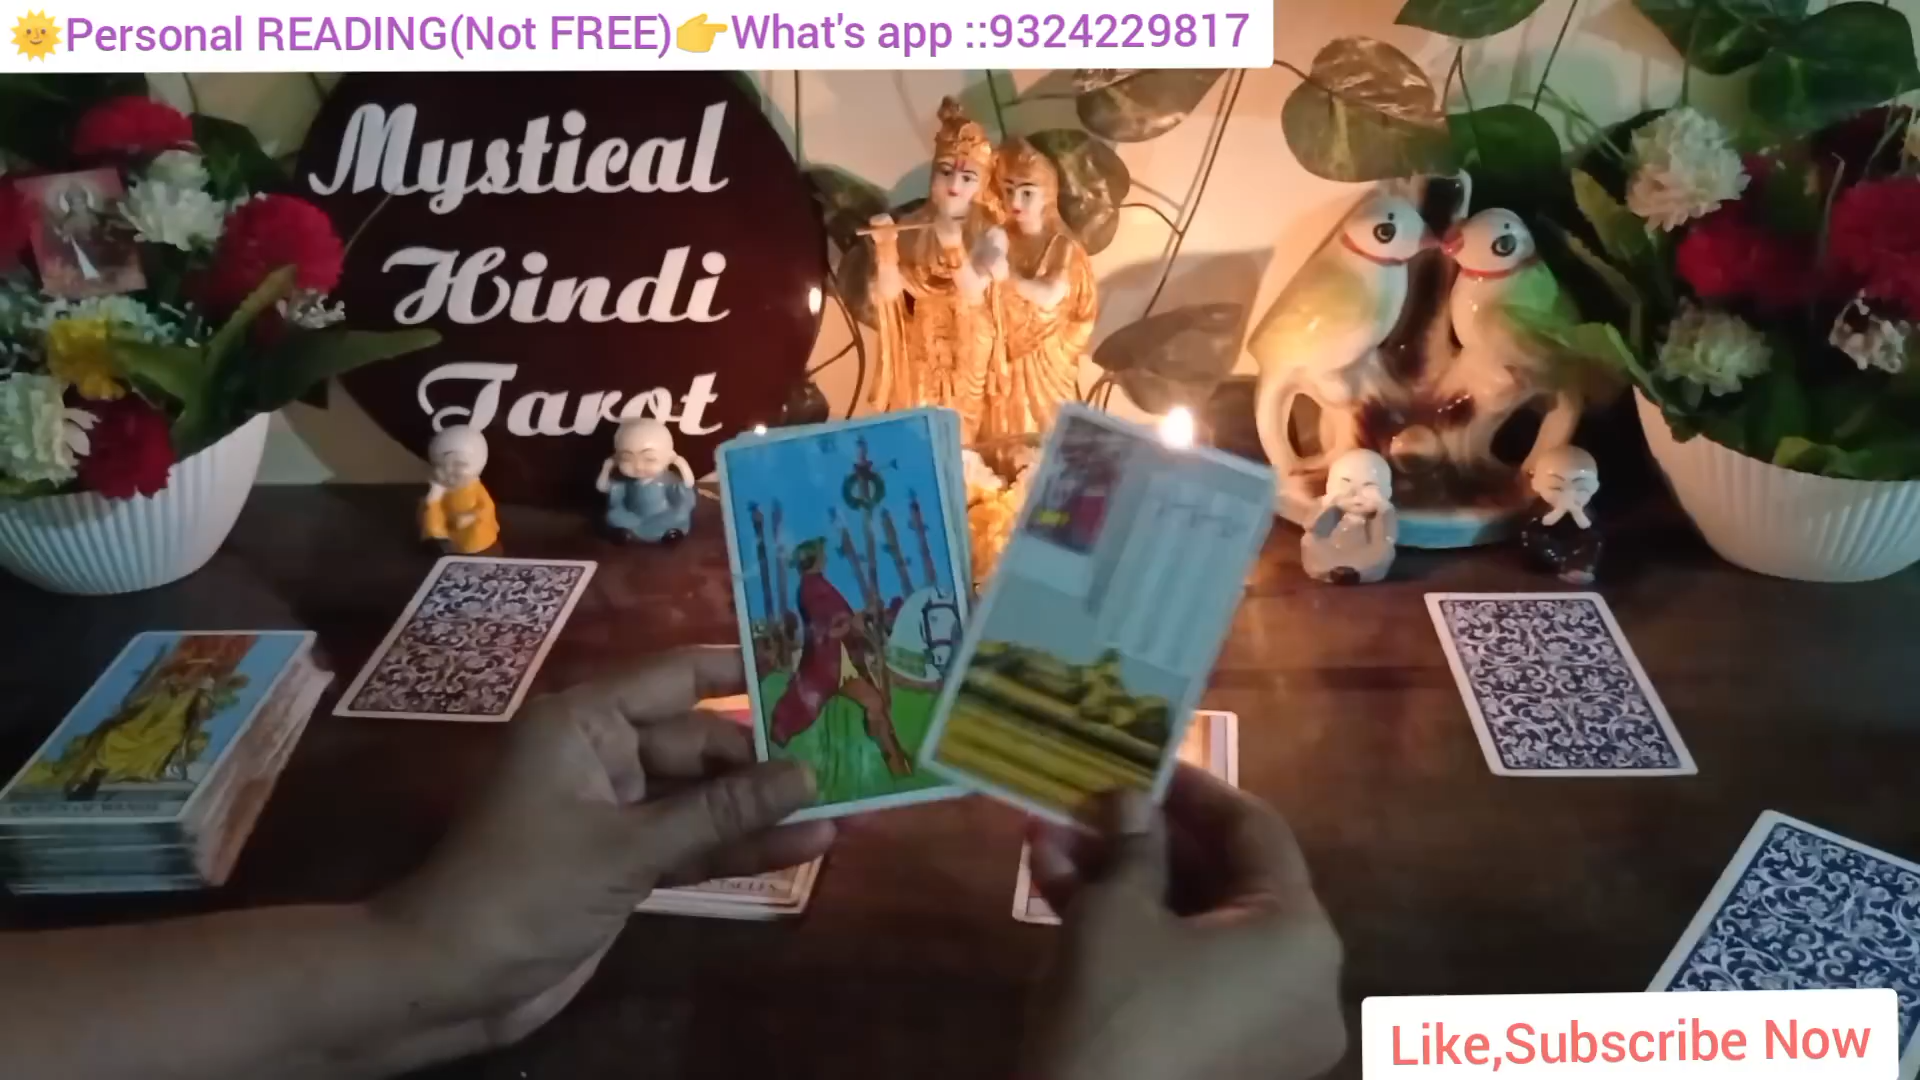 🌞Personal READING(Not FREE)👉What's app ::9324229817
Mystical
Hindi
Tarot
Like,Subscribe Now